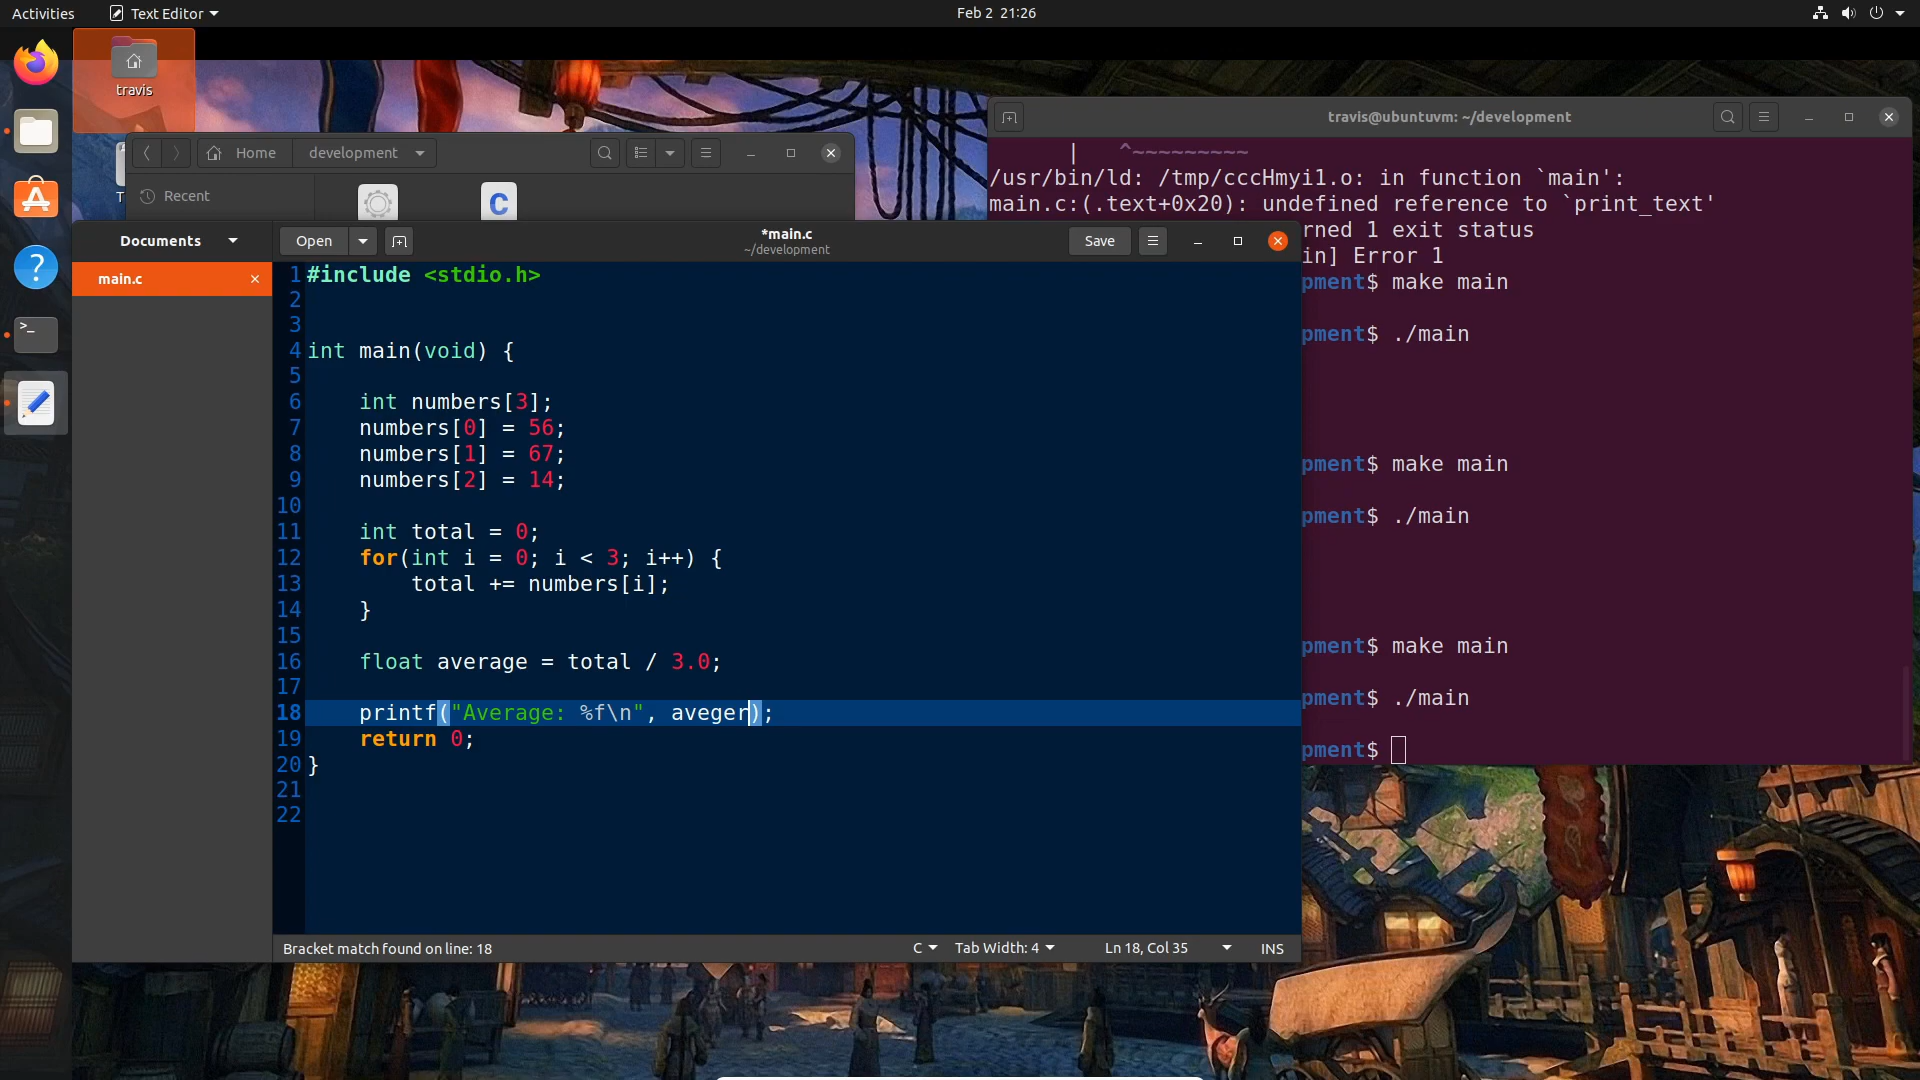 Activities
Text Editor
Feb 2 21:26
travis
Home
development
Recent
travis@ubuntuvm: ~/development
| ^~~~~~~~~~
/usr/bin/ld: /tmp/cccHmyi1.o: in function `main':
main.c:(.text+0x20): undefined reference to `print_text'
rned 1 exit status
in] Error 1
pment$ make main
pment$ ./main
pment$ make main
pment$ ./main
pment$ make main
pment$ ./main
pment$
Documents
Open
*main.c
~/development
Save
main.c
1 #include <stdio.h>
2
3
4 int main(void) {
5
6 int numbers[3];
7 numbers[0] = 56;
8 numbers[1] = 67;
9 numbers[2] = 14;
10
11 int total = 0;
12 for(int i = 0; i < 3; i++) {
13 total += numbers[i];
14 }
15
16 float average = total / 3.0;
17
18 printf("Average: %f\n", aveger);
19 return 0;
20 }
21
22
Bracket match found on line: 18
C
Tab Width: 4
Ln 18, Col 35
INS